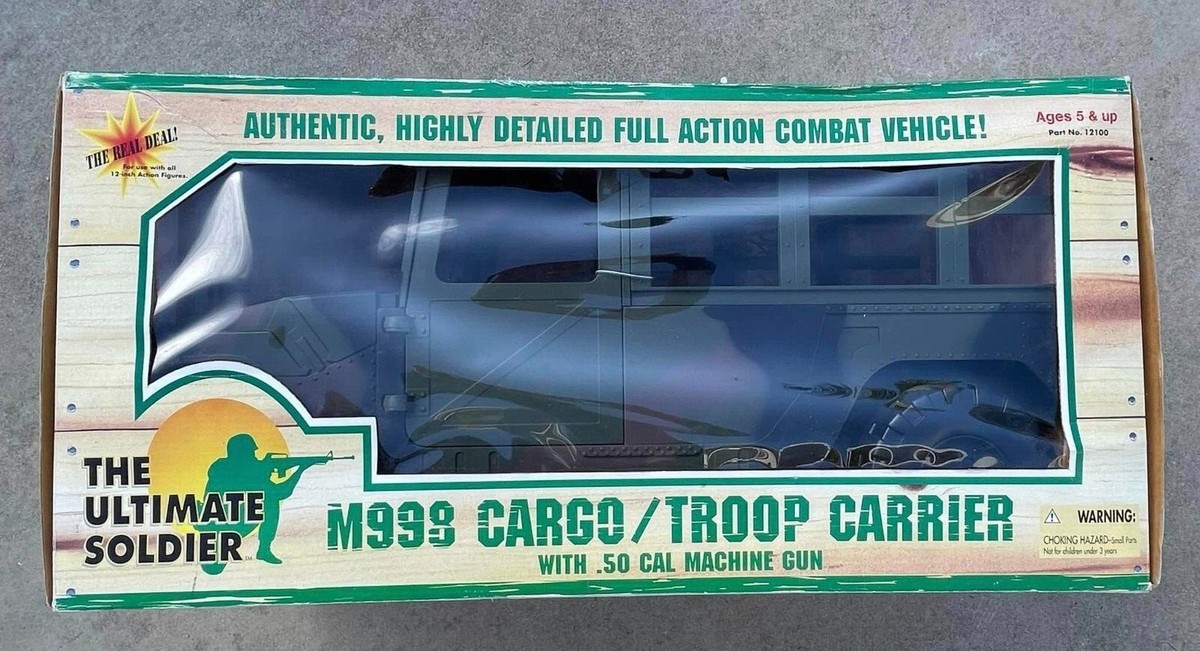 THE REAL DEAL!
For use with all
12-inch Action Figures.
AUTHENTIC, HIGHLY DETAILED FULL ACTION COMBAT VEHICLE!
Ages 5 & up
Part No. 12100
THE
ULTIMATE
SOLDIER™
M998 CARGO/TROOP CARRIER
WITH .50 CAL MACHINE GUN
WARNING:
CHOKING HAZARD-Small Parts
Not for children under 3 years